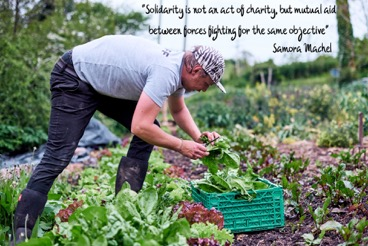 "Solidarity is not an act of charity, but mutual aid
between forces fighting for the same objective"
Samora Machel